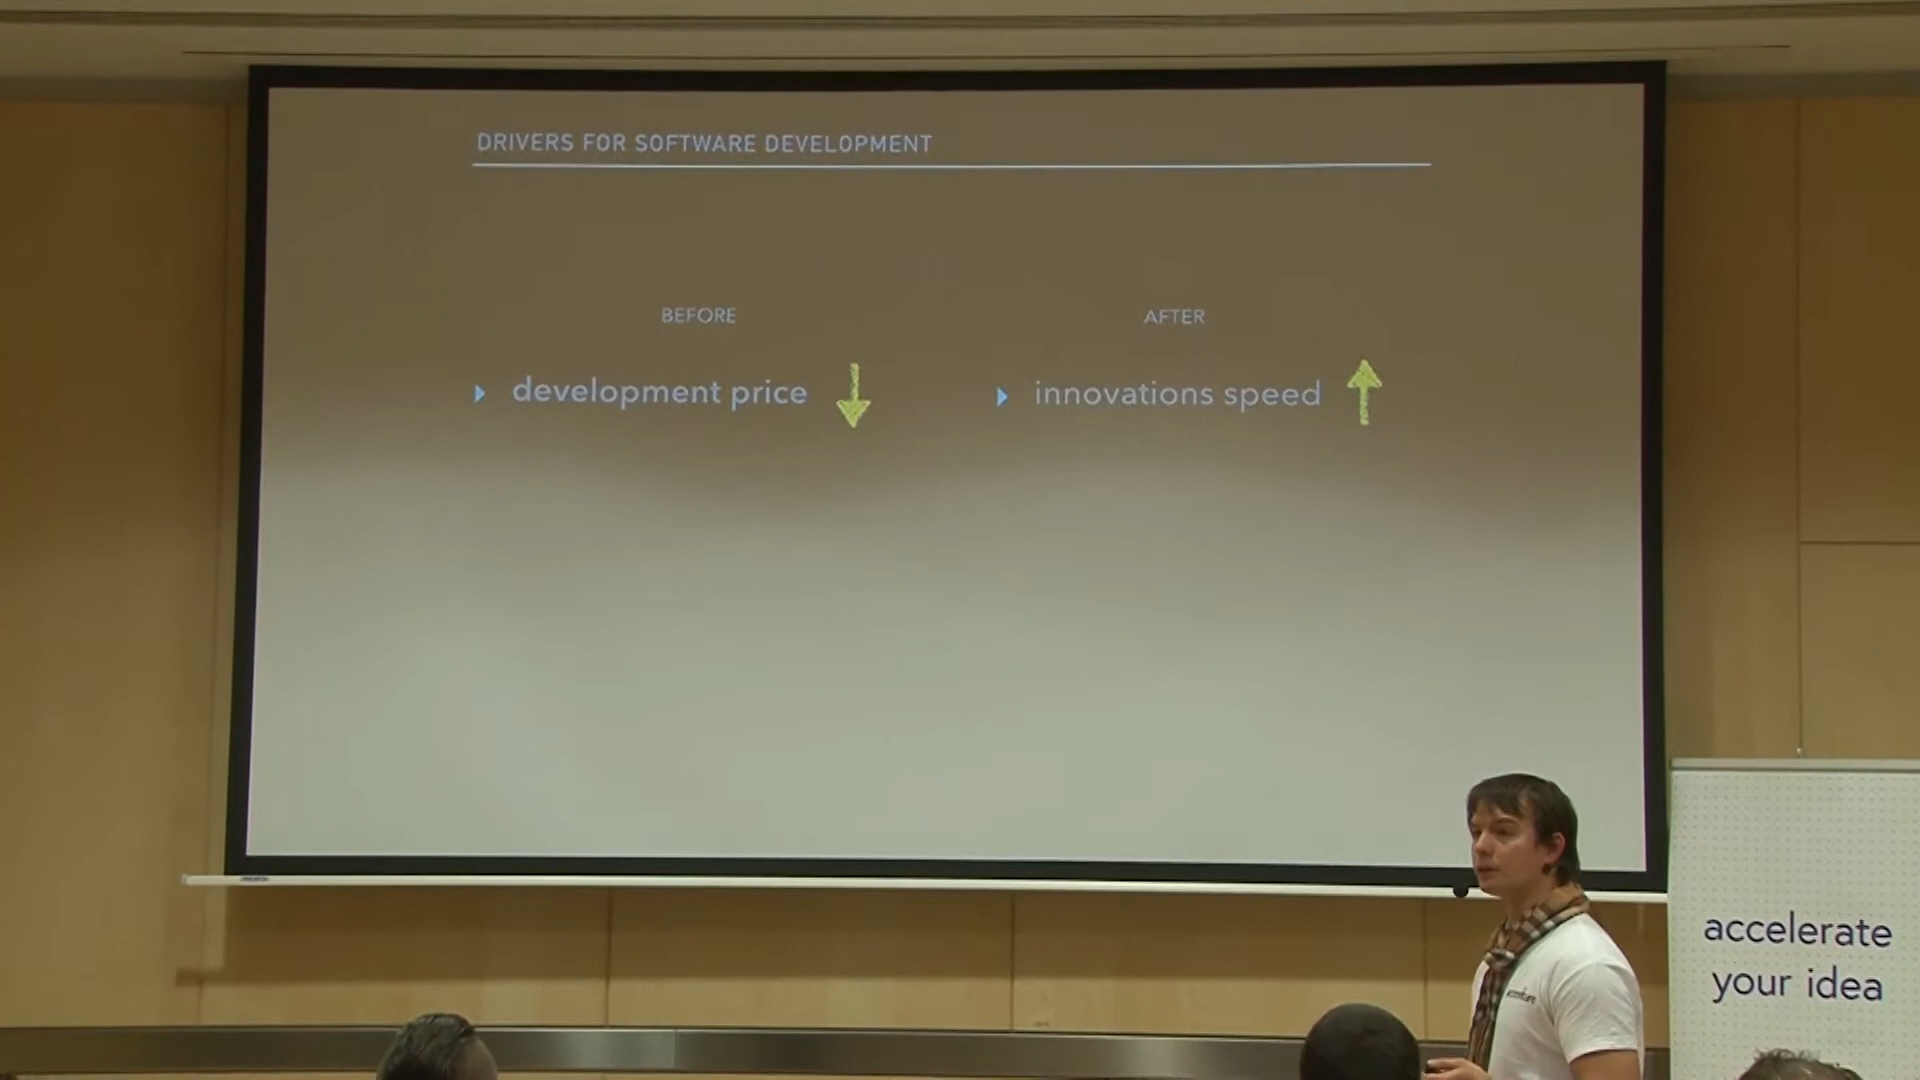 DRIVERS FOR SOFTWARE DEVELOPMENT
BEFORE
AFTER
development price
innovations speed
accelerate
your idea